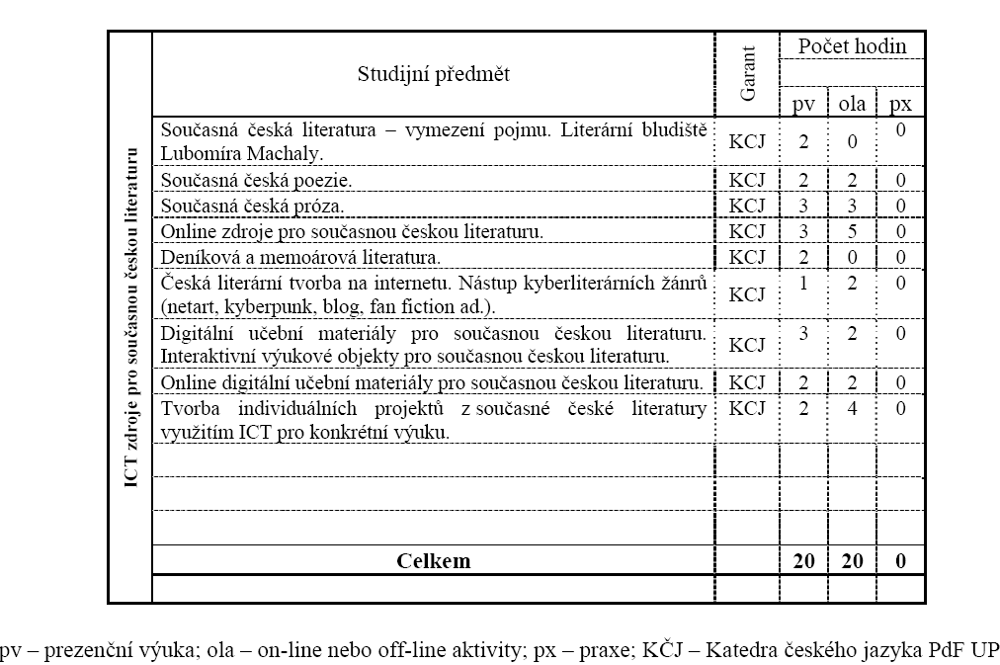 ICT zdroje pro současnou českou literaturu
Studijní předmět
Garant
Počet hodin
pv ola px
Současná česká literatura – vymezení pojmu. Literární bludiště
Lubomíra Machaly.
KCJ 2 0 0
Současná česká poezie. KCJ 2 2 0
Současná česká próza. KCJ 3 3 0
Online zdroje pro současnou českou literaturu. KCJ 3 5 0
Deníková a memoárová literatura. KCJ 2 0 0
Česká literární tvorba na internetu. Nástup kyberliterárních žánrů
(netart, kyberpunk, blog, fan fiction ad.).
KCJ 1 2 0
Digitální učební materiály pro současnou českou literaturu.
Interaktivní výukové objekty pro současnou českou literaturu.
KCJ 3 2 0
Online digitální učební materiály pro současnou českou literaturu. KCJ 2 2 0
Tvorba individuálních projektů z současné české literatury
využitím ICT pro konkrétní výuku.
KCJ 2 4 0
Celkem 20 20 0
pv – prezenční výuka; ola – on-line nebo off-line aktivity; px – praxe; KČJ – Katedra českého jazyka PdF UP